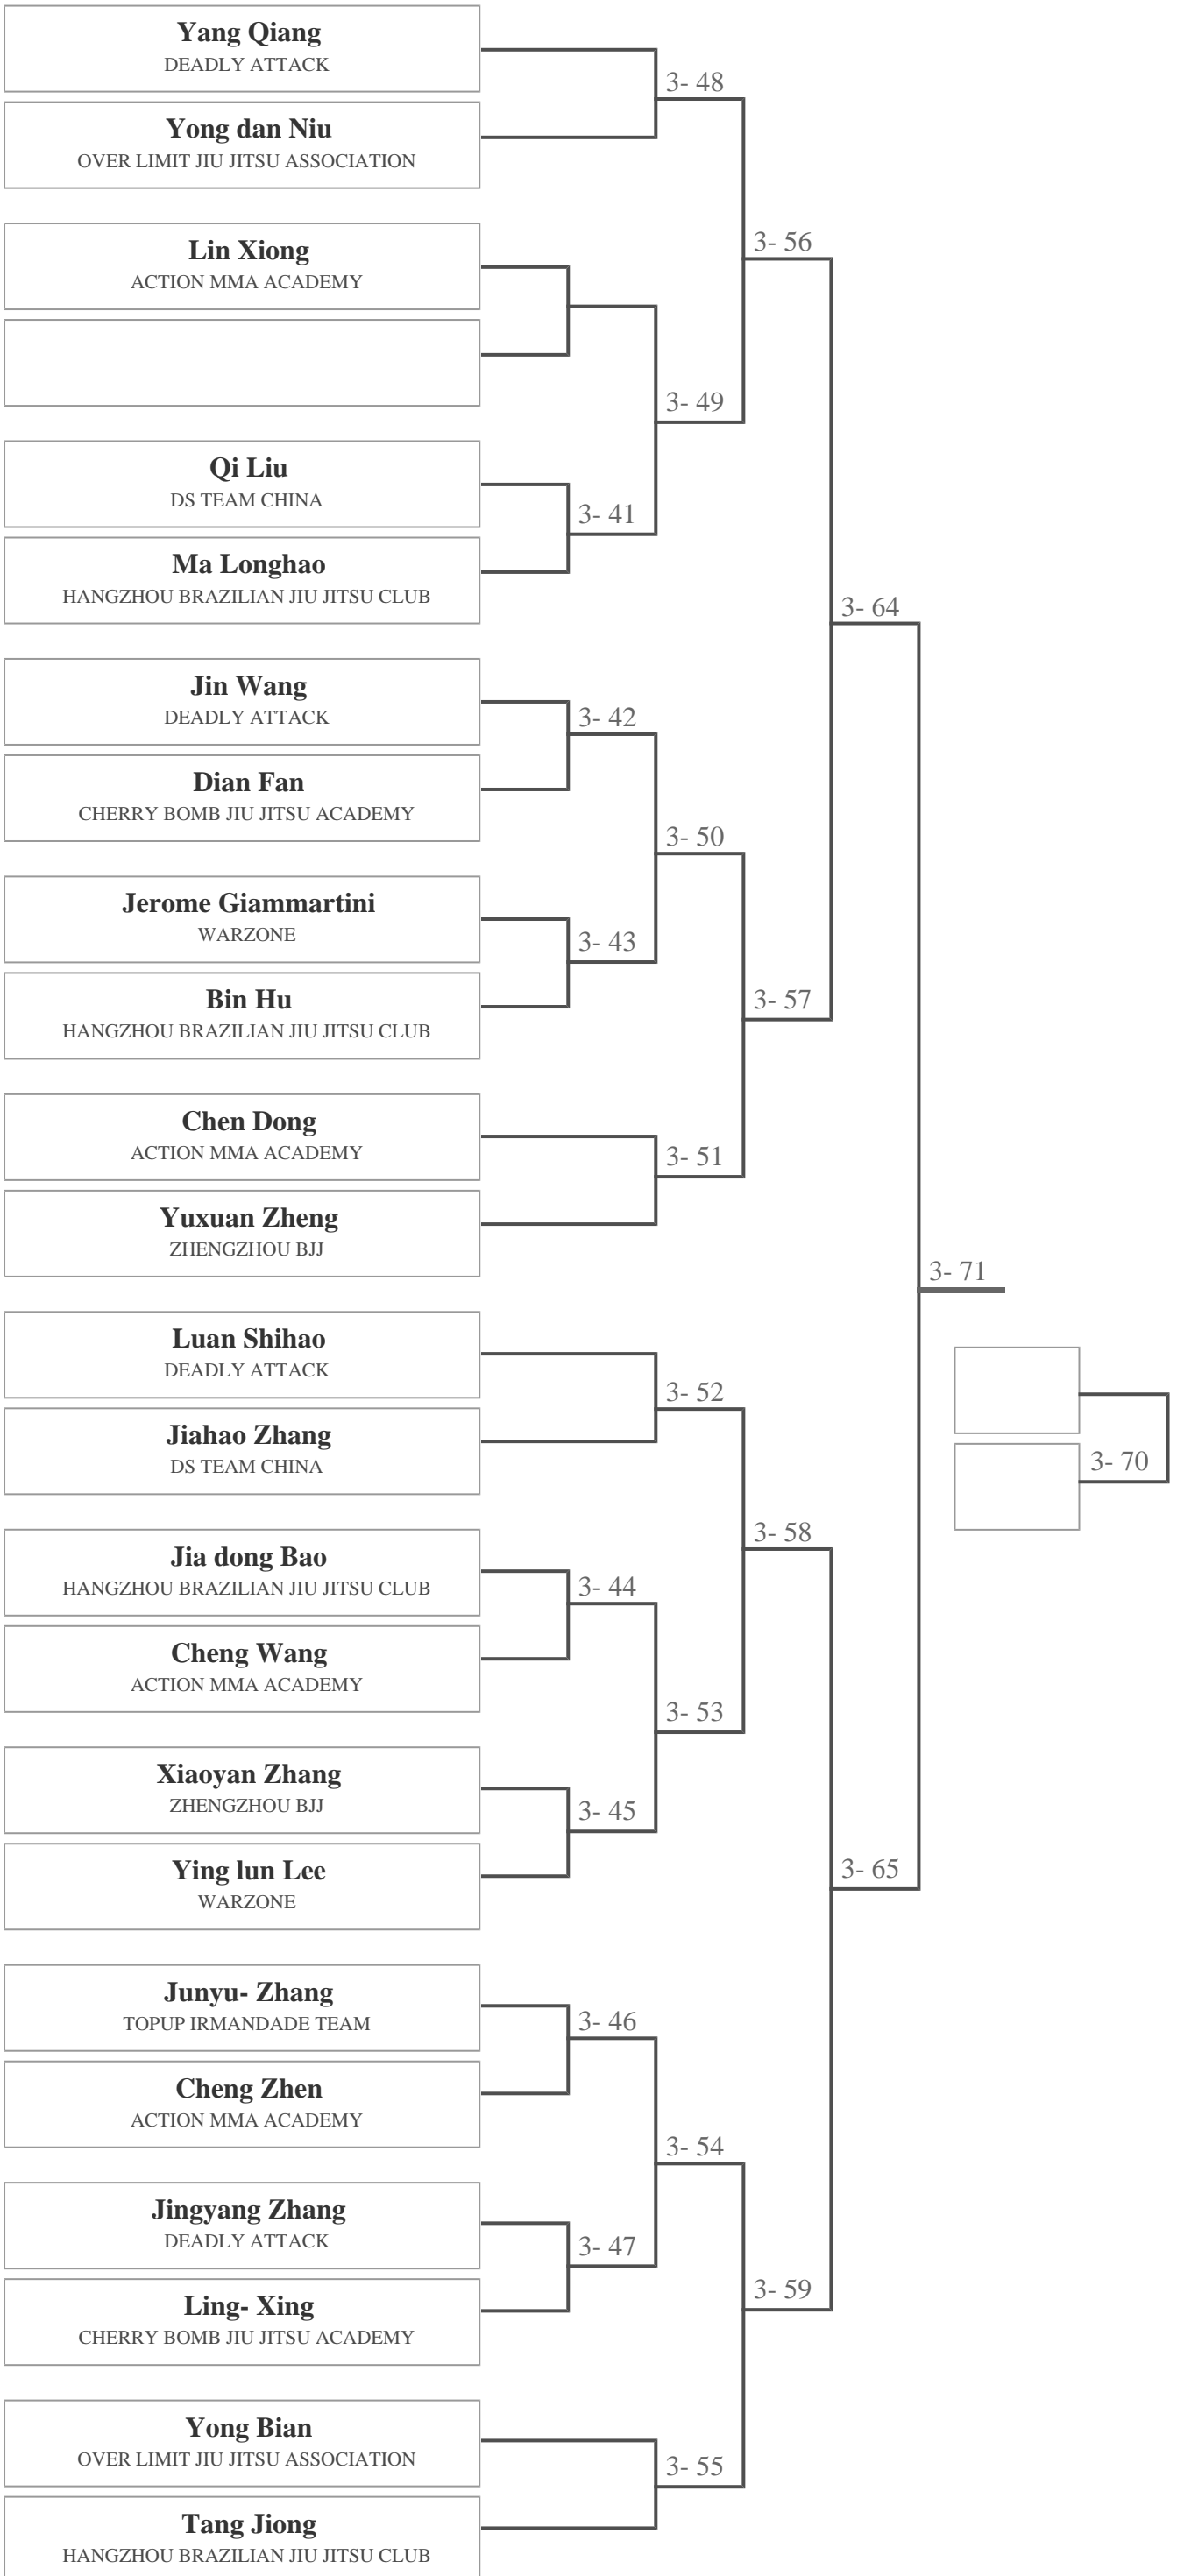 Yang Qiang
DEADLY ATTACK
3- 48
Yong dan Niu
OVER LIMIT JIU JITSU ASSOCIATION
Lin Xiong
ACTION MMA ACADEMY
3- 56
3- 49
Qi Liu
DS TEAM CHINA
3- 41
Ma Longhao
HANGZHOU BRAZILIAN JIU JITSU CLUB
3- 64
Jin Wang
DEADLY ATTACK
3- 42
Dian Fan
CHERRY BOMB JIU JITSU ACADEMY
3- 50
Jerome Giammartini
WARZONE
3- 43
Bin Hu
HANGZHOU BRAZILIAN JIU JITSU CLUB
3- 57
Chen Dong
ACTION MMA ACADEMY
3- 51
Yuxuan Zheng
ZHENGZHOU BJJ
3- 71
Luan Shihao
DEADLY ATTACK
3- 52
Jiahao Zhang
DS TEAM CHINA
3- 70
3- 58
Jia dong Bao
HANGZHOU BRAZILIAN JIU JITSU CLUB
3- 44
Cheng Wang
ACTION MMA ACADEMY
3- 53
Xiaoyan Zhang
ZHENGZHOU BJJ
3- 45
Ying lun Lee
WARZONE
3- 65
Junyu- Zhang
TOPUP IRMANDADE TEAM
3- 46
Cheng Zhen
ACTION MMA ACADEMY
3- 54
Jingyang Zhang
DEADLY ATTACK
3- 47
Ling- Xing
CHERRY BOMB JIU JITSU ACADEMY
3- 59
Yong Bian
OVER LIMIT JIU JITSU ASSOCIATION
3- 55
Tang Jiong
HANGZHOU BRAZILIAN JIU JITSU CLUB